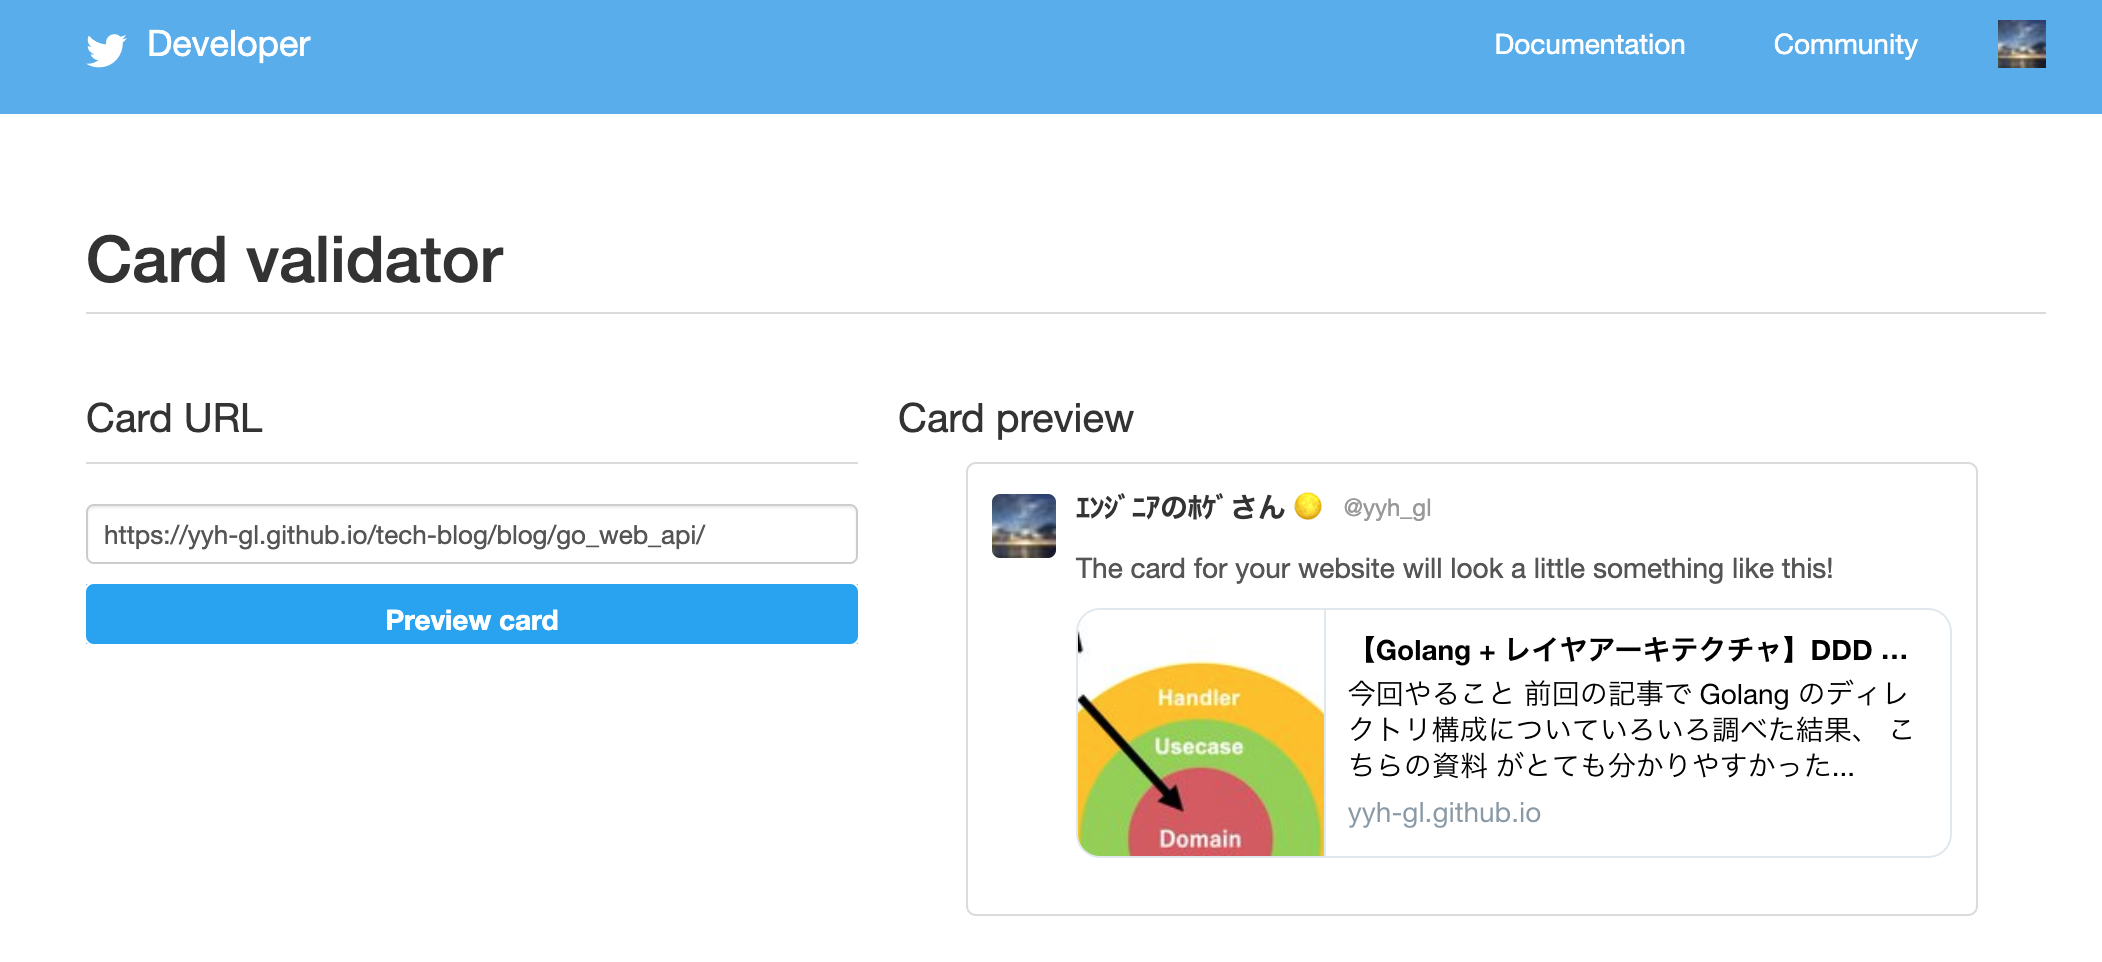 Developer
Documentation
Community
Card validator
Card URL
https://yyh-gl.github.io/tech-blog/blog/go_web_api/
Preview card
Card preview
ｴﾝｼﾞﾆｱのﾎｹﾞさん🌕 @yyh_gl
The card for your website will look a little something like this!
Handler
Usecase
Domain
【Golang + レイヤアーキテクチャ】DDD ...
今回やること 前回の記事で Golang のディレ
クトリ構成についていろいろ調べた結果、 こ
ちらの資料 がとても分かりやすかった...
yyh-gl.github.io